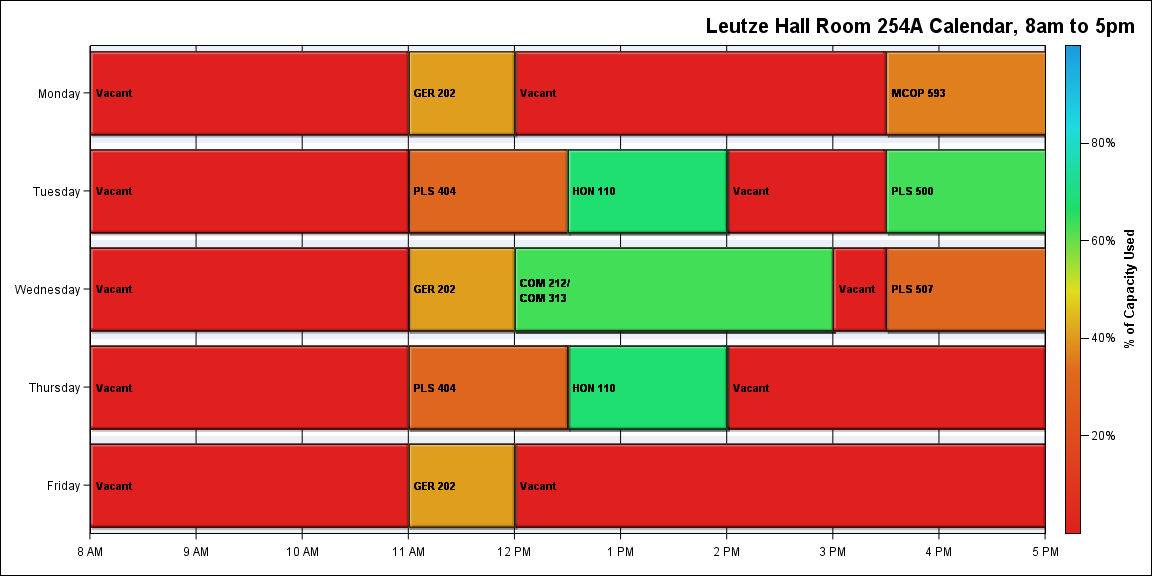 Leutze Hall Room 254A Calendar, 8am to 5pm
Monday
Vacant
GER 202
Vacant
MCOP 593
Tuesday
Vacant
PLS 404
HON 110
Vacant
PLS 500
Wednesday
Vacant
GER 202
COM 212/
COM 313
Vacant
PLS 507
Thursday
Vacant
PLS 404
HON 110
Vacant
Friday
Vacant
GER 202
Vacant
8 AM
9 AM
10 AM
11 AM
12 PM
1 PM
2 PM
3 PM
4 PM
5 PM
80%
60%
40%
20%
% of Capacity Used